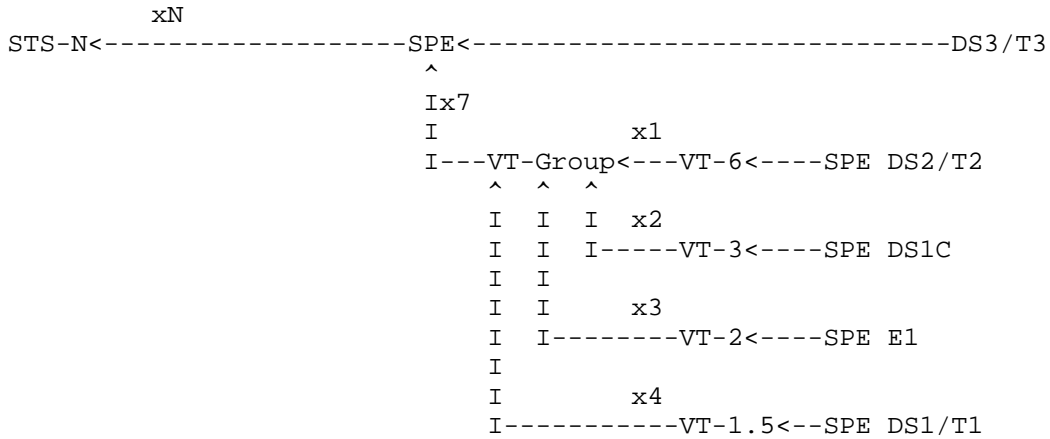 xN
STS-N<-------------------SPE<------------------------------DS3/T3
^
Ix7
I x1
I---VT-Group<---VT-6<----SPE DS2/T2
^ ^ ^
I I I x2
I I I-----VT-3<----SPE DS1C
I I
I I x3
I I--------VT-2<----SPE E1
I
I x4
I-----------VT-1.5<--SPE DS1/T1